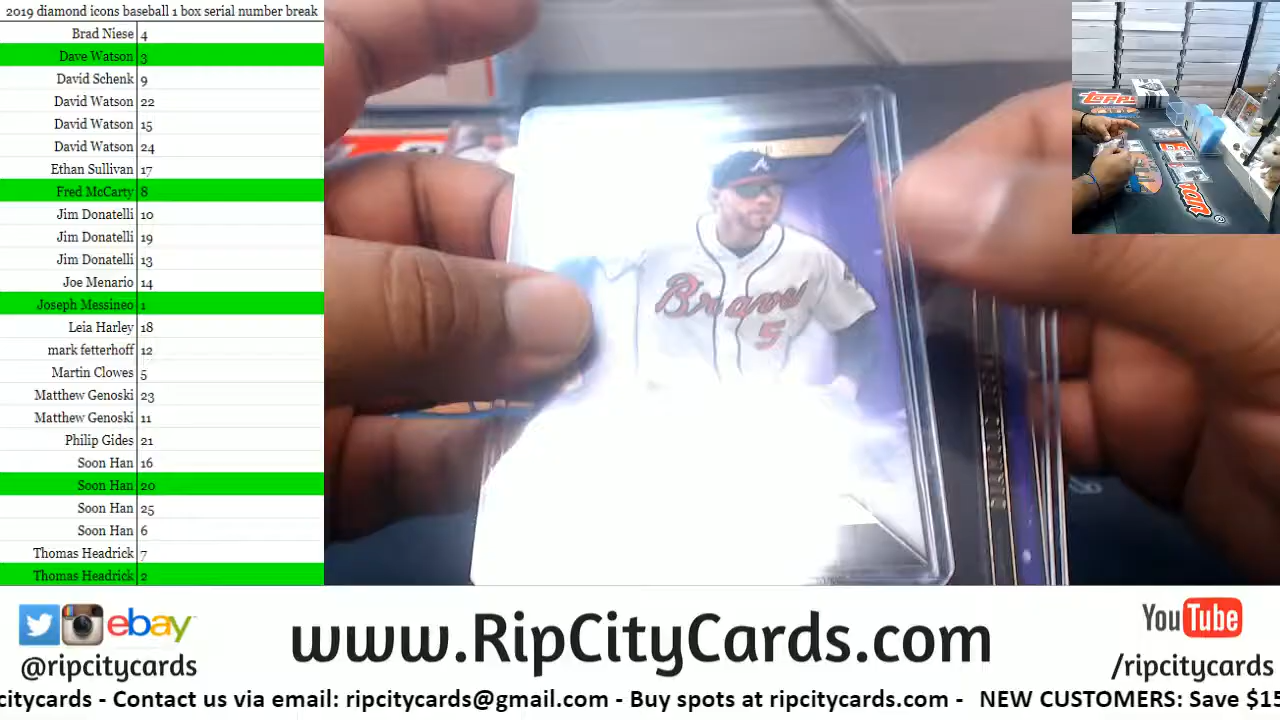 2019 diamond icons baseball 1 box serial number break
Brad Niese 4
Dave Watson 3
David Schenk 9
David Watson 22
David Watson 15
David Watson 24
Ethan Sullivan 17
Fred McCarty 8
Jim Donatelli 10
Jim Donatelli 19
Jim Donatelli 13
Joe Menario 14
Joseph Messineo 1
Leia Harley 18
mark fetterhoff 12
Martin Clowes 5
Matthew Genoski 23
Matthew Genoski 11
Philip Gides 21
Soon Han 16
Soon Han 20
Soon Han 25
Soon Han 6
Thomas Headrick 7
Thomas Headrick 2
A
Braves
5
TOPPS
ebay
@ripcitycards
www.RipCityCards.com
YouTube
/ripcitycards
citycards - Contact us via email: ripcitycards@gmail.com - Buy spots at ripcitycards.com - NEW CUSTOMERS: Save $15